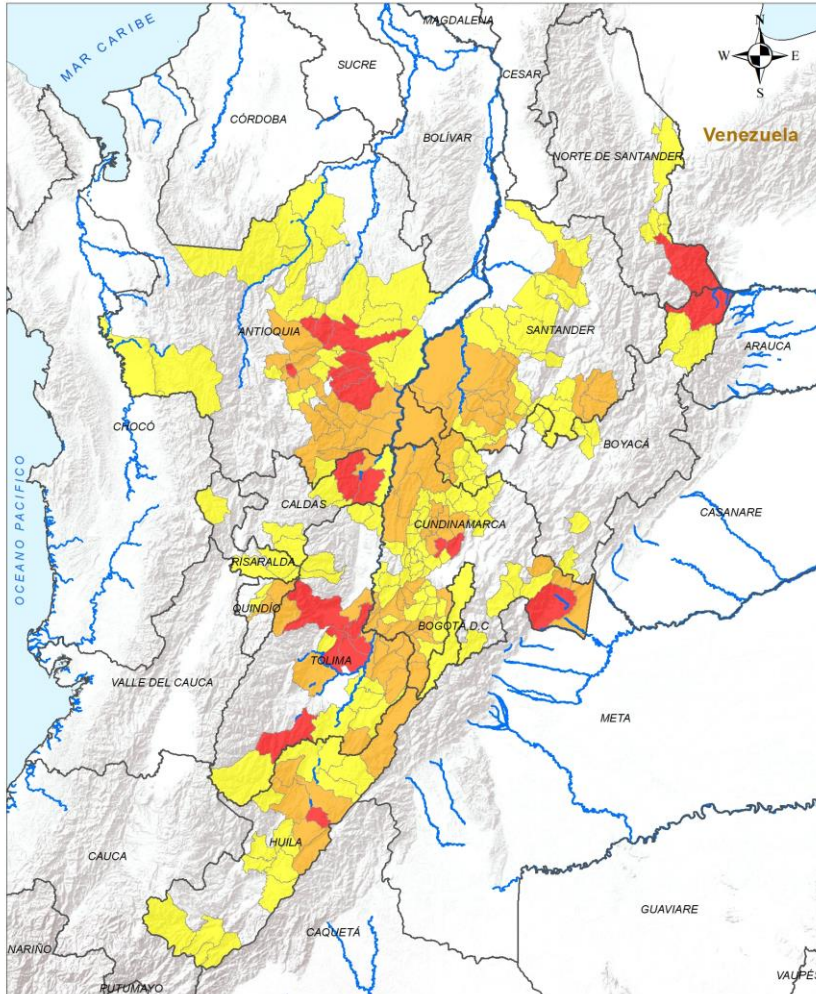 MAGDALENA
N
W E
S
MAR CARIBE
SUCRE
CESAR
CÓRDOBA
BOLÍVAR
Venezuela
NORTE DE SANTANDER
ANTIOQUIA
SANTANDER
ARAUCA
CHOCÓ
BOYACÁ
OCEANO PACIFICO
CALDAS
CUNDINAMARCA
CASANARE
RISARALDA
QUINDÍO
BOGOTÁ D.C
TOLIMA
VALLE DEL CAUCA
META
HUILA
CAUCA
GUAVIARE
CAQUETÁ
NARIÑO
VAUPÉS
PUTUMAYO